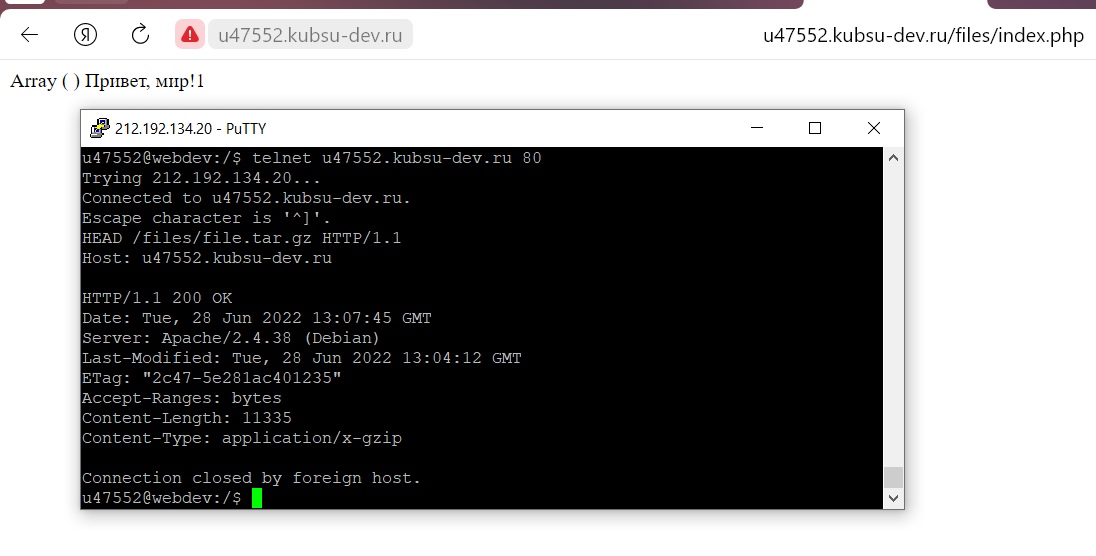 Я u47552.kubsu-dev.ru u47552.kubsu-dev.ru/files/index.php
Array ( ) Привет, мир!1
212.192.134.20 - PuTTY
u47552@webdev:/$ telnet u47552.kubsu-dev.ru 80
Trying 212.192.134.20...
Connected to u47552.kubsu-dev.ru.
Escape character is '^]'.
HEAD /files/file.tar.gz HTTP/1.1
Host: u47552.kubsu-dev.ru
HTTP/1.1 200 OK
Date: Tue, 28 Jun 2022 13:07:45 GMT
Server: Apache/2.4.38 (Debian)
Last-Modified: Tue, 28 Jun 2022 13:04:12 GMT
ETag: "2c47-5e281ac401235"
Accept-Ranges: bytes
Content-Length: 11335
Content-Type: application/x-gzip
Connection closed by foreign host.
u47552@webdev:/$